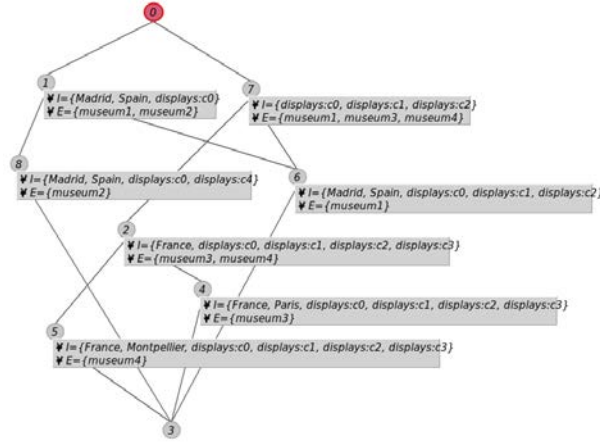 0
1
¥ I={Madrid, Spain, displays:c0}
¥ E={museum1, museum2}
7
¥ I={displays:c0, displays:c1, displays:c2}
¥ E={museum1, museum3, museum4}
8
¥ I={Madrid, Spain, displays:c0, displays:c4}
¥ E={museum2}
6
¥ I={Madrid, Spain, displays:c0, displays:c1, displays:c2}
¥ E={museum1}
2
¥ I={France, displays:c0, displays:c1, displays:c2, displays:c3}
¥ E={museum3, museum4}
4
¥ I={France, Paris, displays:c0, displays:c1, displays:c2, displays:c3}
¥ E={museum3}
5
¥ I={France, Montpellier, displays:c0, displays:c1, displays:c2, displays:c3}
¥ E={museum4}
3